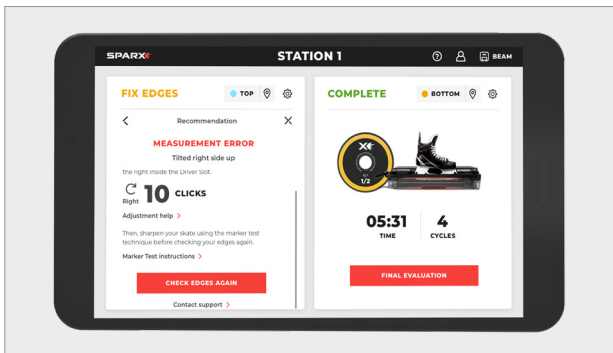 SPARX
STATION 1
BEAM
FIX EDGES
TOP
Recommendation
MEASUREMENT ERROR
Tilted right side up
the right inside the Driver Slot.
Right 10 CLICKS
Adjustment help >
Then, sharpen your skate using the marker test
technique before checking your edges again.
Marker Test instructions >
CHECK EDGES AGAIN
Contact support >
COMPLETE
BOTTOM
1/2
05:31 4
TIME CYCLES
FINAL EVALUATION